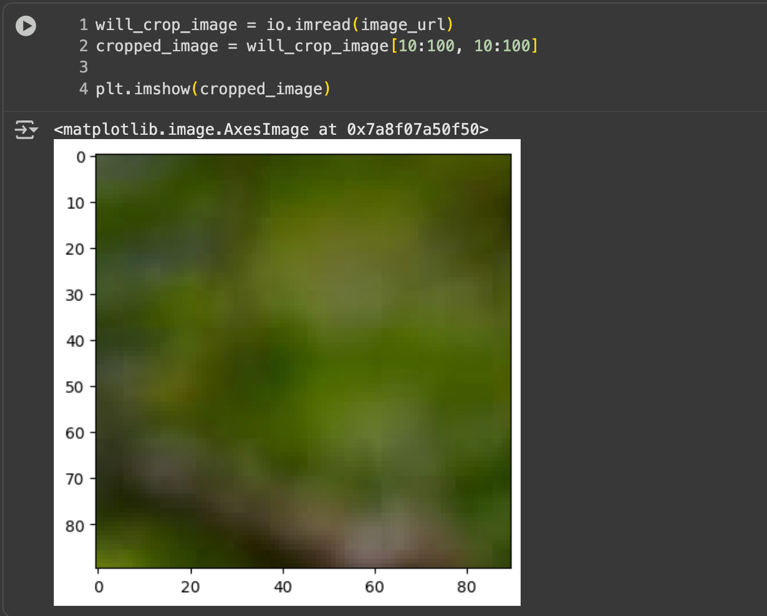 1 will_crop_image = io.imread(image_url)
2 cropped_image = will_crop_image[10:100, 10:100]
3
4 plt.imshow(cropped_image)
<matplotlib.image.AxesImage at 0x7a8f07a50f50>
0
10
20
30
40
50
60
70
80
0 20 40 60 80